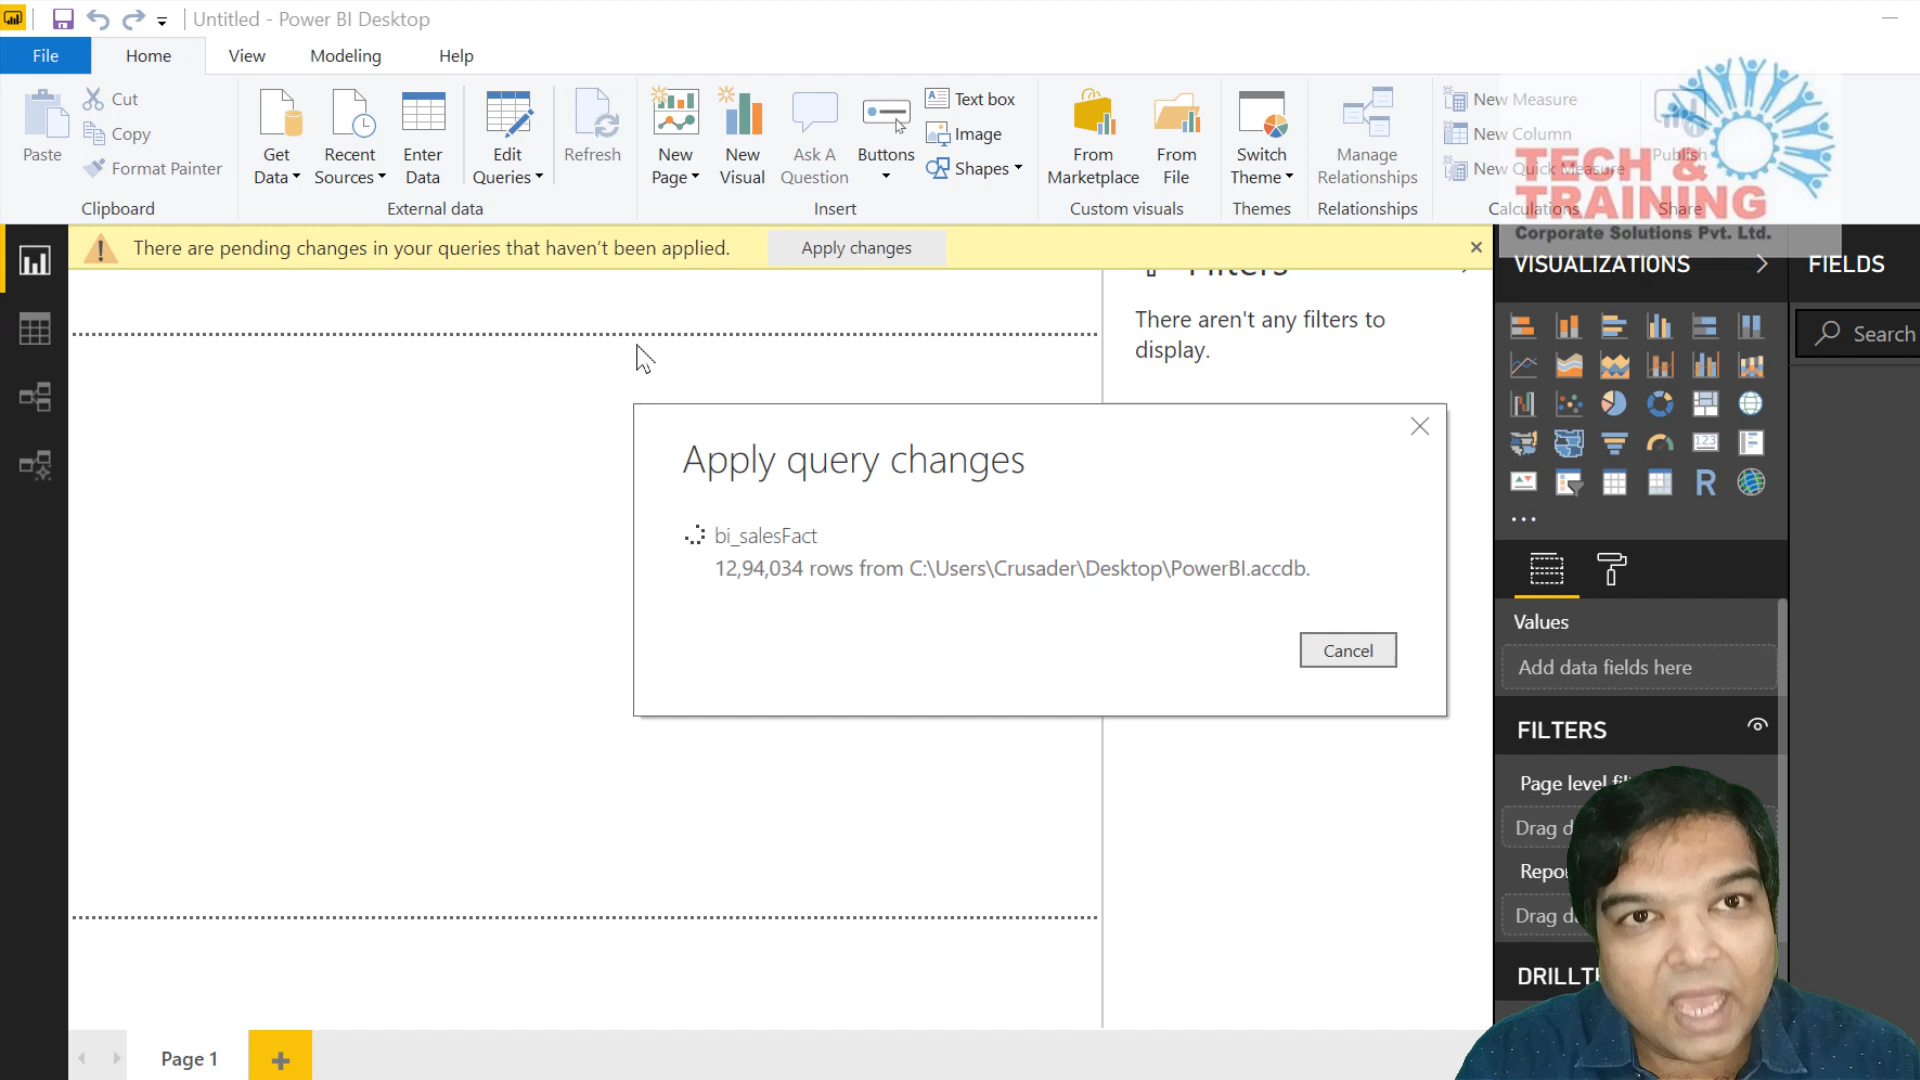 Untitled - Power BI Desktop
File
Home
View
Modeling
Help
Paste
Cut
Copy
Format Painter
Clipboard
Get
Data
Recent
Sources
Enter
Data
Edit
Queries
Refresh
External data
New
Page
New
Visual
Ask A
Question
Buttons
Text box
Image
Shapes
Insert
From
Marketplace
From
File
Custom visuals
Switch
Theme
Themes
Manage
Relationships
Relationships
New Measure
New Column
New Quick Measure
Calculations
Publish
Share
TECH &
TRAINING
Corporate Solutions Pvt. Ltd.
There are pending changes in your queries that haven't been applied.
Apply changes
Filters
There aren't any filters to
display.
Apply query changes
bi_salesFact
12,94,034 rows from C:\Users\Crusader\Desktop\PowerBI.accdb.
Cancel
VISUALIZATIONS
FIELDS
Search
123
R
Values
Add data fields here
FILTERS
Page level fil
Drag d
Repo
Drag d
DRILLT
Page 1